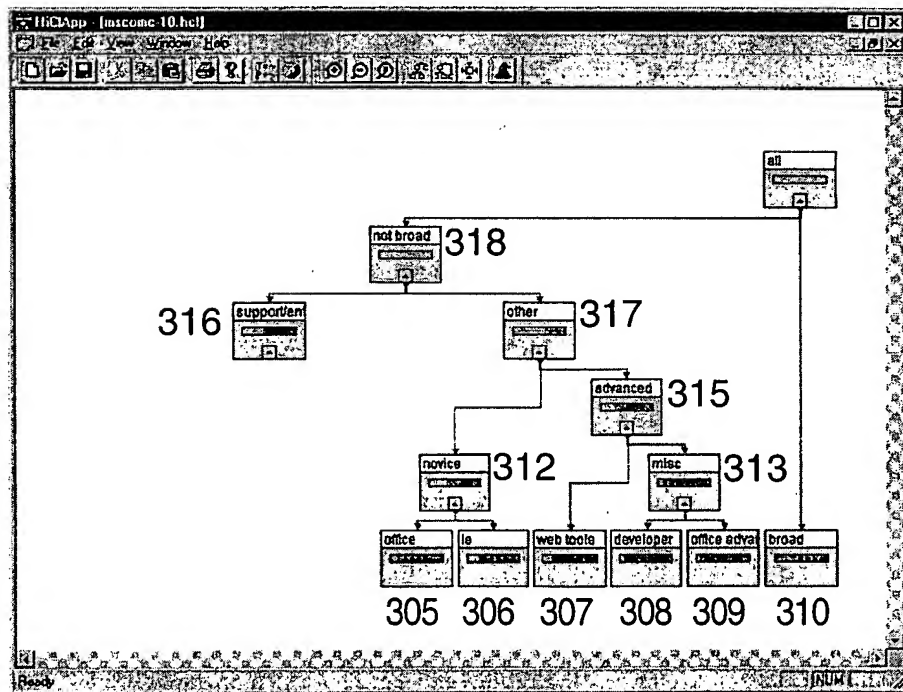 HiClApp - [mscomc-10.hcl]
File Edit View Window Help
all
not broad 318
316 support/ent other 317
advanced 315
novice 312 misc 313
office ie web tools developer office advan broad
305 306 307 308 309 310
Ready NUM